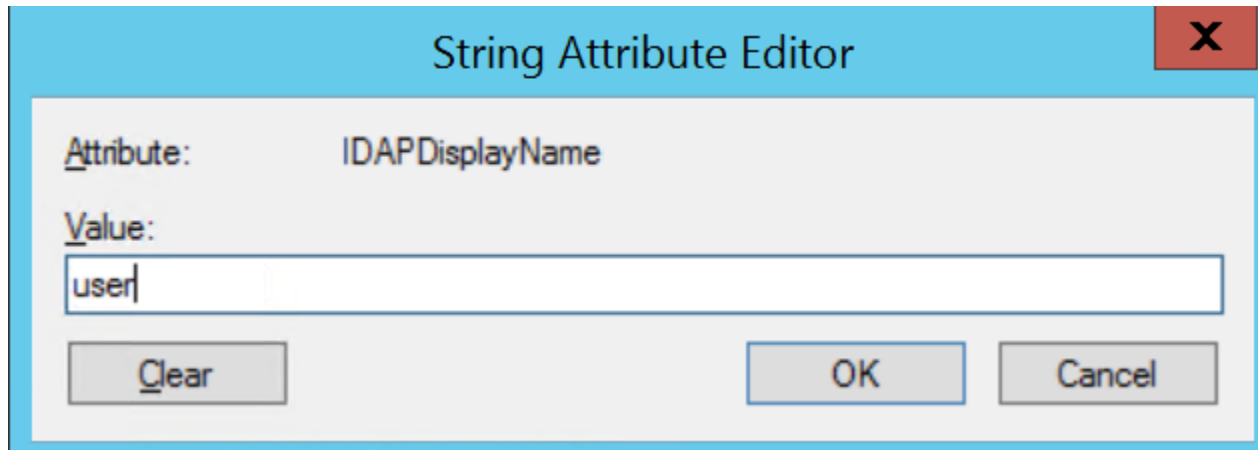 String Attribute Editor
X
Attribute: lDAPDisplayName
Value:
user
Clear OK Cancel